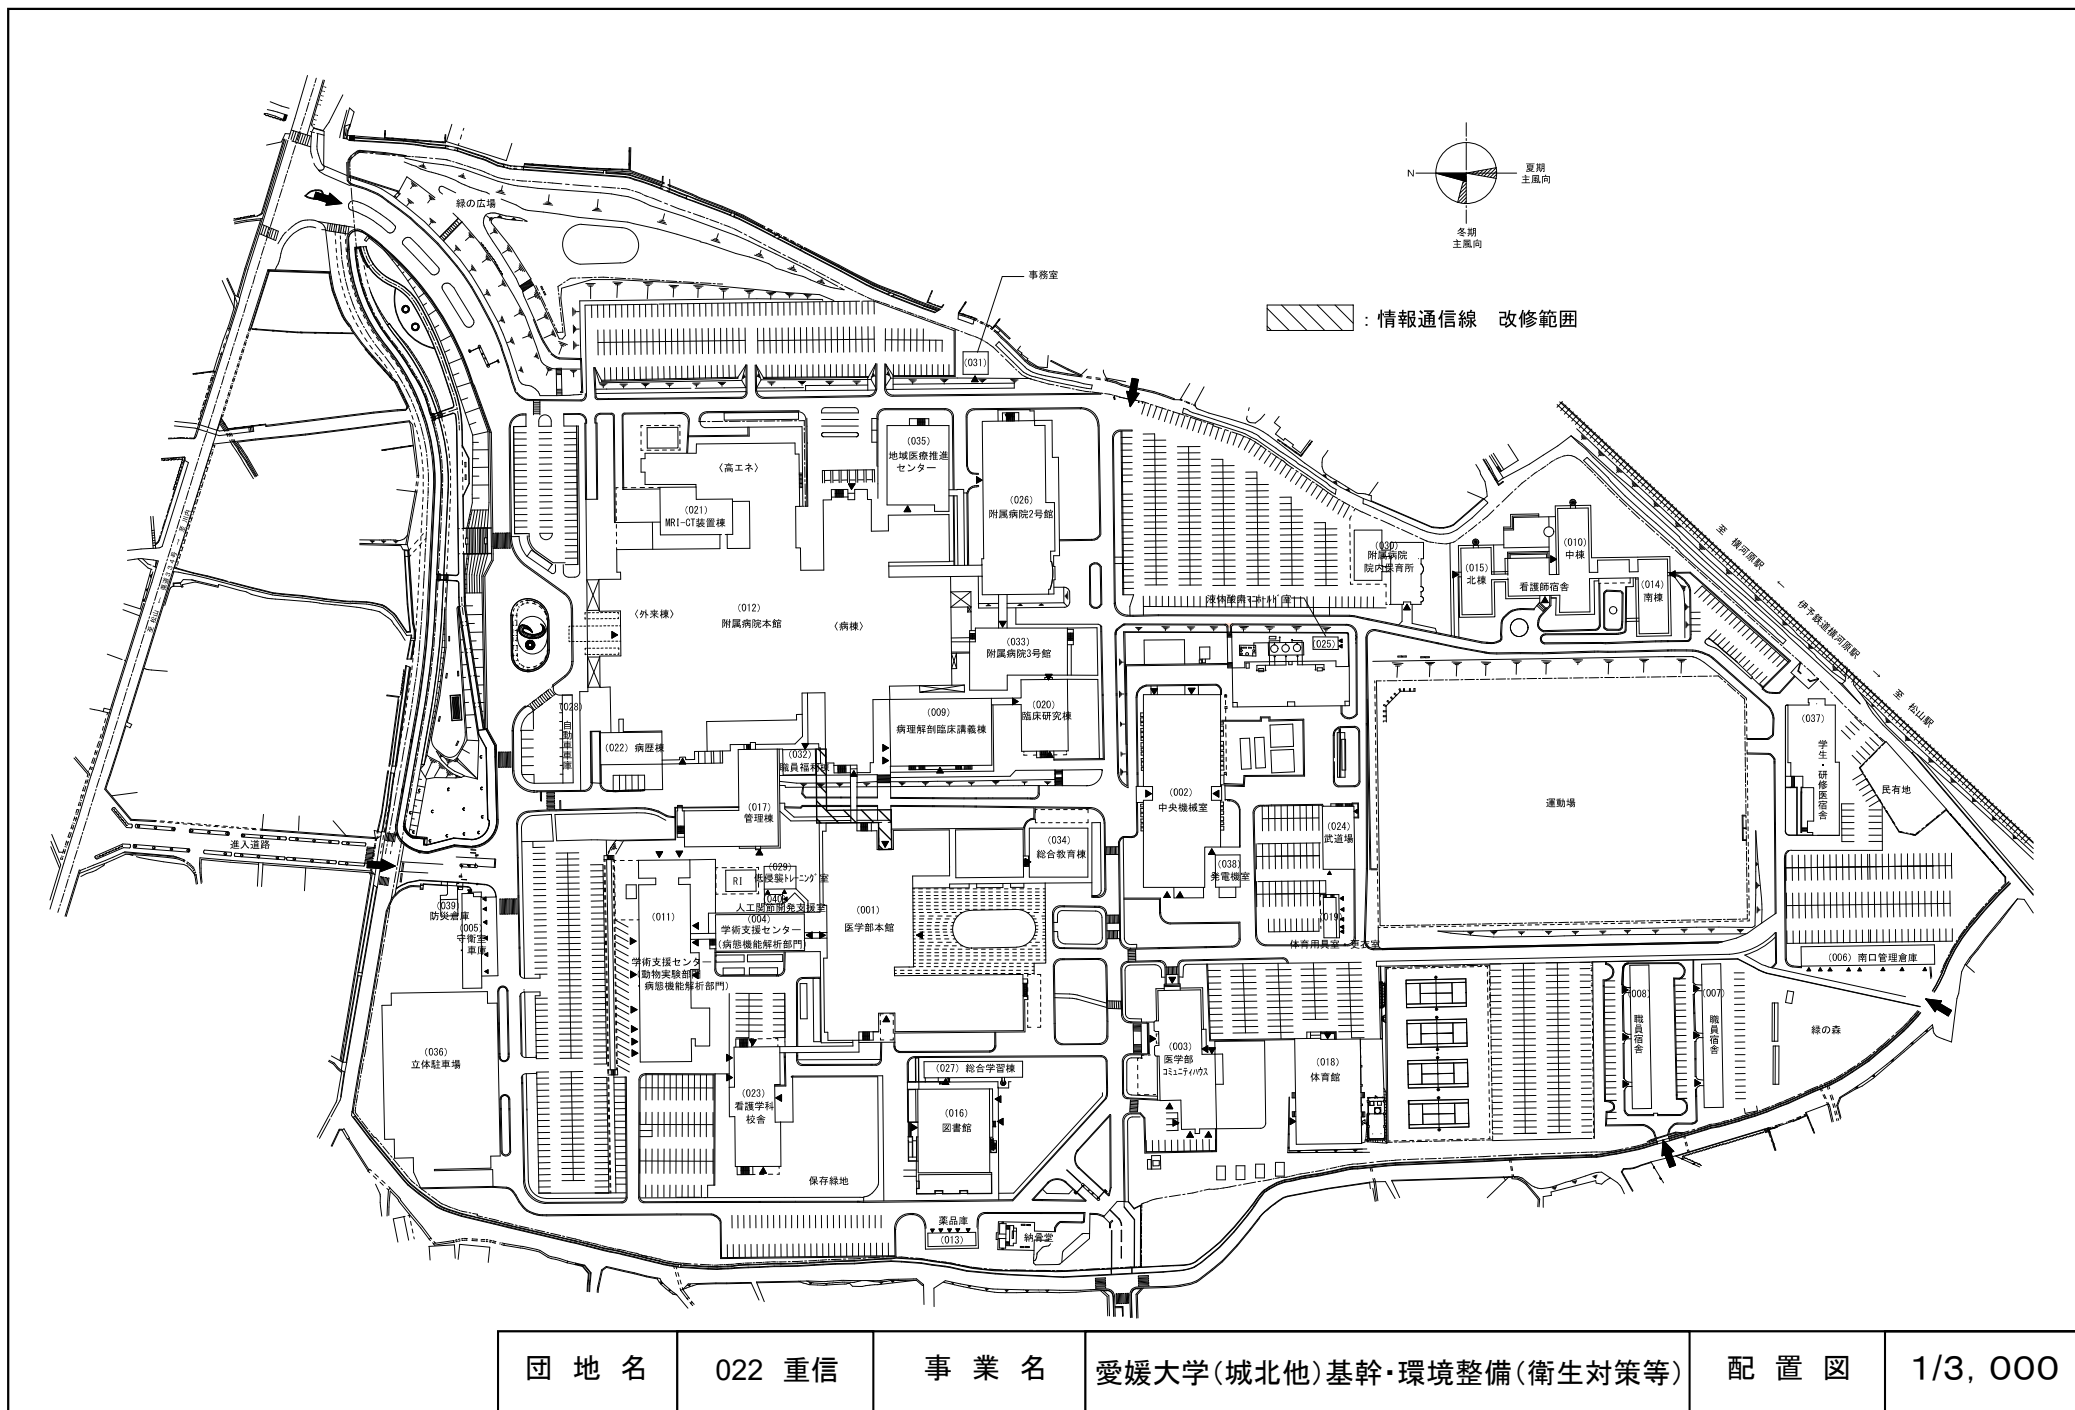 N
夏期
主風向
冬期
主風向
：情報通信線　改修範囲
緑の広場
事務室
(031)
(035)
地域医療推進
センター
〈高エネ〉
(021)
MRI-CT装置棟
(026)
附属病院2号館
(030)
附属病院
院内保育所
(010)
中棟
(015)
北棟
看護師宿舎
(014)
南棟
至　横河原駅　←　伊予鉄道横河原駅　→　至　松山駅
(012)
附属病院本館
〈外来棟〉
〈病棟〉
(025)
(033)
附属病院3号館
(028)
自動車車庫
(009)
病理解剖臨床講義棟
(020)
臨床研究棟
(022) 病歴棟
(032)
職員福利棟
(017)
管理棟
(002)
中央機械室
(024)
武道場
運動場
(037)
学生・研修医宿舎
民有地
進入道路
(034)
総合教育棟
(038)
発電機室
(029)
低侵襲トレーニング室
RI
(040)
人工関節開発支援室
(039)
防災倉庫
(005)
守衛室
・車庫
(011)
学術支援センター
(動物実験部門
病態機能解析部門)
(004)
学術支援センター
(病態機能解析部門)
(001)
医学部本館
(019)
体育用具室・更衣室
(006) 南口管理倉庫
(008)
職員宿舎
(007)
職員宿舎
緑の森
(036)
立体駐車場
(003)
医学部
コミュニティハウス
(018)
体育館
(027) 総合学習棟
(023)
看護学科
校舎
(016)
図書館
保存緑地
薬品庫
(013)
納骨堂
団地名
022 重信
事業名
愛媛大学(城北他)基幹・環境整備(衛生対策等)
配置図
1/3,000